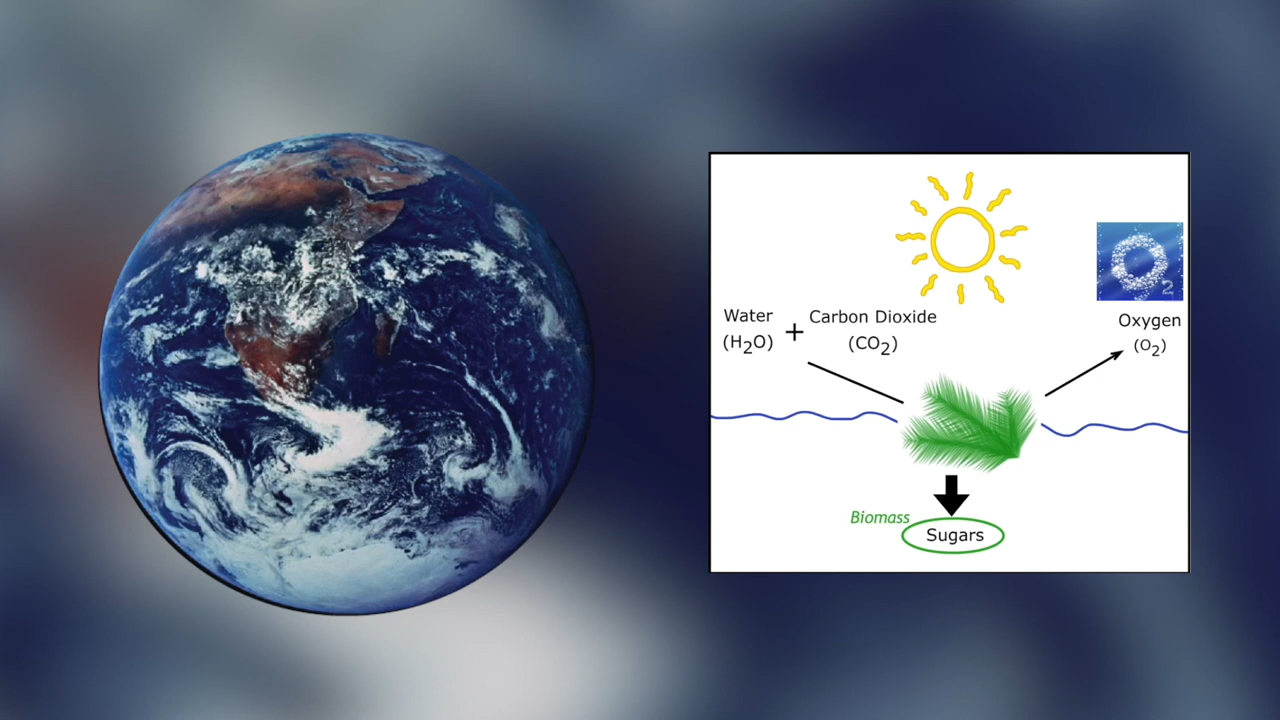 Water
(H₂O)
+
Carbon Dioxide
(CO₂)
O₂
Oxygen
(O₂)
Biomass
Sugars